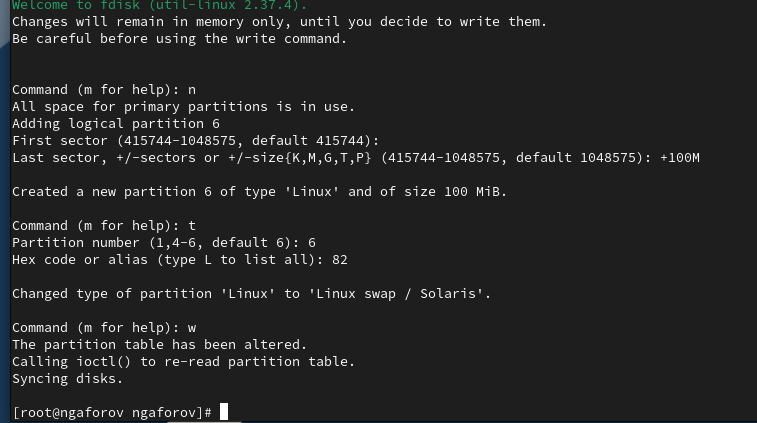 Welcome to fdisk (util-linux 2.37.4).
Changes will remain in memory only, until you decide to write them.
Be careful before using the write command.
Command (m for help): n
All space for primary partitions is in use.
Adding logical partition 6
First sector (415744-1048575, default 415744):
Last sector, +/-sectors or +/-size{K,M,G,T,P} (415744-1048575, default 1048575): +100M
Created a new partition 6 of type 'Linux' and of size 100 MiB.
Command (m for help): t
Partition number (1,4-6, default 6): 6
Hex code or alias (type L to list all): 82
Changed type of partition 'Linux' to 'Linux swap / Solaris'.
Command (m for help): w
The partition table has been altered.
Calling ioctl() to re-read partition table.
Syncing disks.
[root@ngaforov ngaforov]#